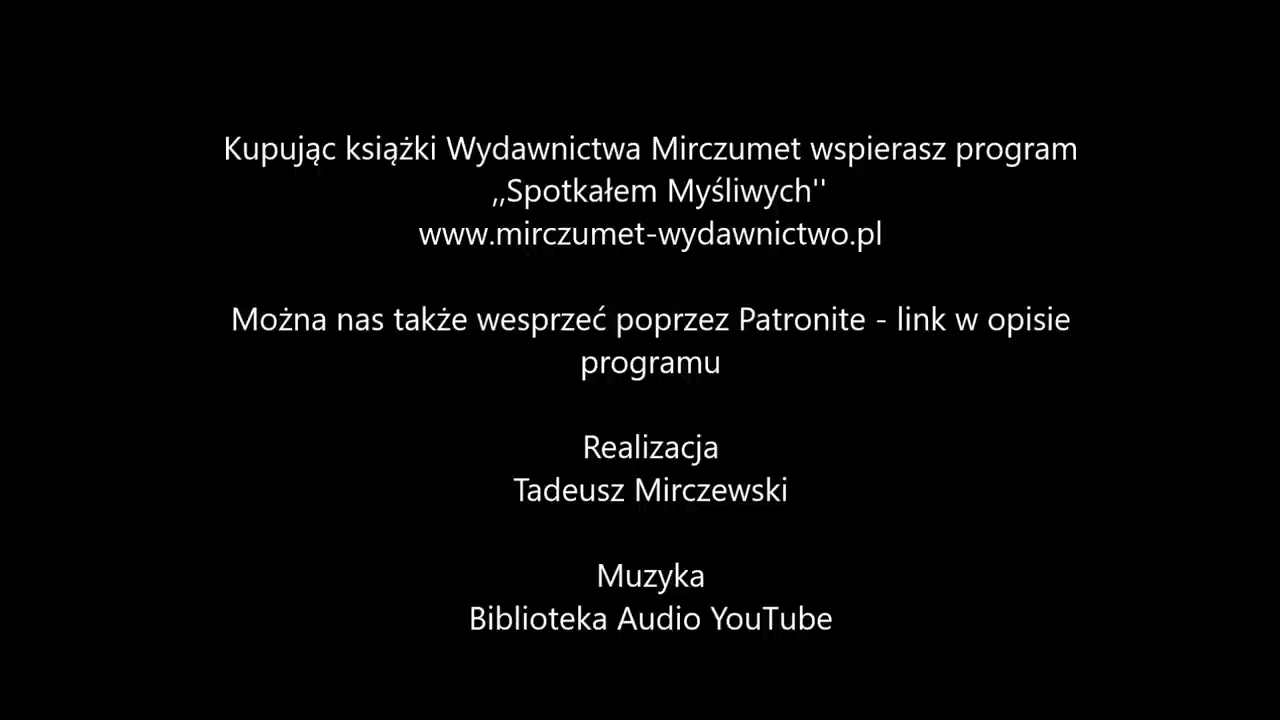 Kupując książki Wydawnictwa Mirczumet wspierasz program
,,Spotkałem Myśliwych''
www.mirczumet-wydawnictwo.pl
Można nas także wesprzeć poprzez Patronite - link w opisie
programu
Realizacja
Tadeusz Mirczewski
Muzyka
Biblioteka Audio YouTube